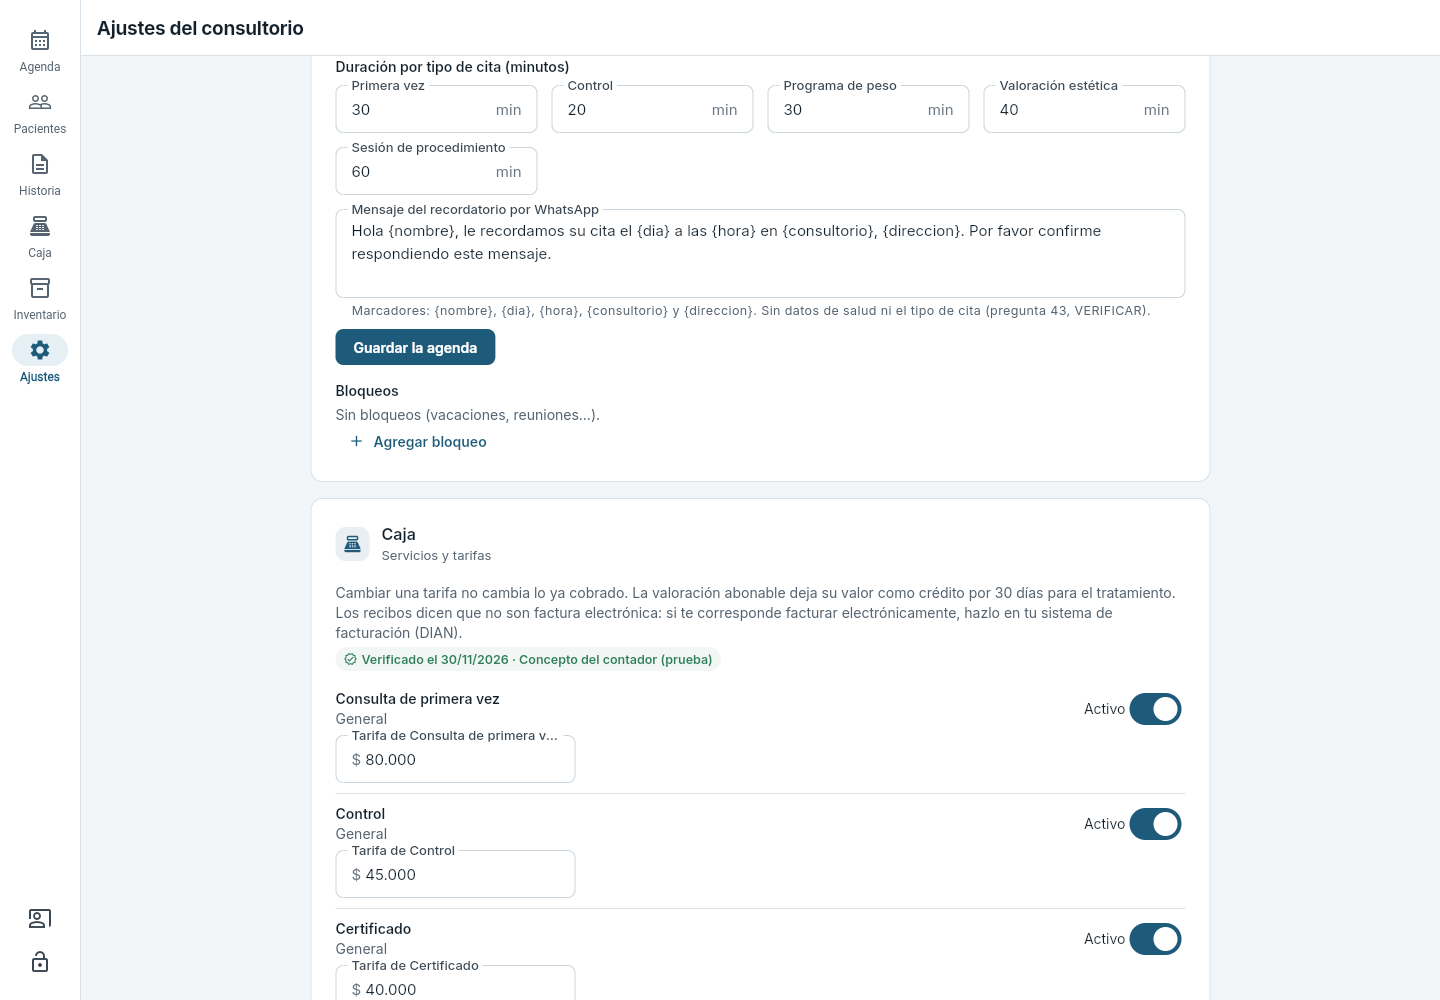 Ajustes del consultorio
Agenda
Pacientes
Historia
Caja
Inventario
Ajustes
Duración por tipo de cita (minutos)
Primera vez
30 min
Control
20 min
Programa de peso
30 min
Valoración estética
40 min
Sesión de procedimiento
60 min
Mensaje del recordatorio por WhatsApp
Hola {nombre}, le recordamos su cita el {dia} a las {hora} en {consultorio}, {direccion}. Por favor confirme
respondiendo este mensaje.
Marcadores: {nombre}, {dia}, {hora}, {consultorio} y {direccion}. Sin datos de salud ni el tipo de cita (pregunta 43, VERIFICAR).
Guardar la agenda
Bloqueos
Sin bloqueos (vacaciones, reuniones...).
+ Agregar bloqueo
Caja
Servicios y tarifas
Cambiar una tarifa no cambia lo ya cobrado. La valoración abonable deja su valor como crédito por 30 días para el tratamiento.
Los recibos dicen que no son factura electrónica: si te corresponde facturar electrónicamente, hazlo en tu sistema de
facturación (DIAN).
Verificado el 30/11/2026 · Concepto del contador (prueba)
Consulta de primera vez
General
Activo
Tarifa de Consulta de primera v...
$ 80.000
Control
General
Activo
Tarifa de Control
$ 45.000
Certificado
General
Activo
Tarifa de Certificado
$ 40.000